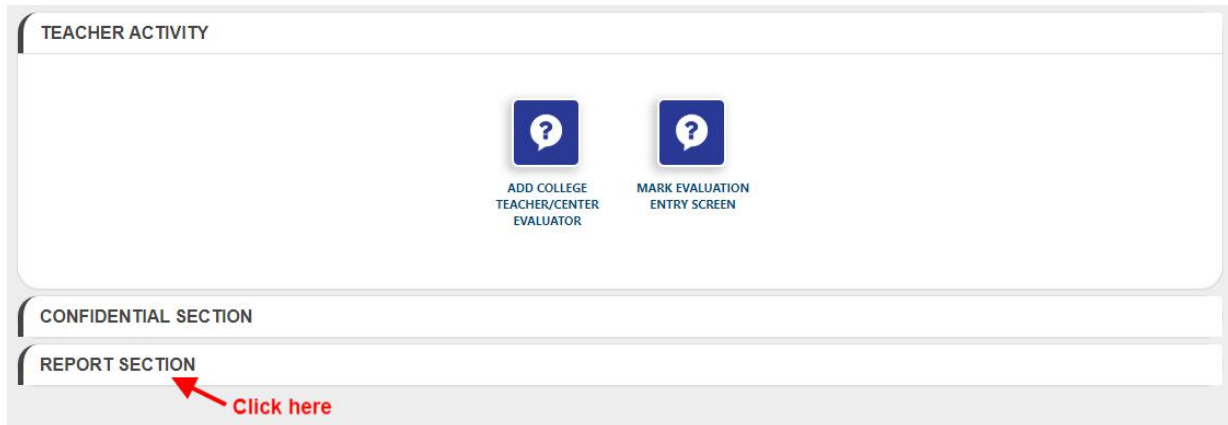 TEACHER ACTIVITY
?
?
ADD COLLEGE
TEACHER/CENTER
EVALUATOR
MARK EVALUATION
ENTRY SCREEN
CONFIDENTIAL SECTION
REPORT SECTION
Click here